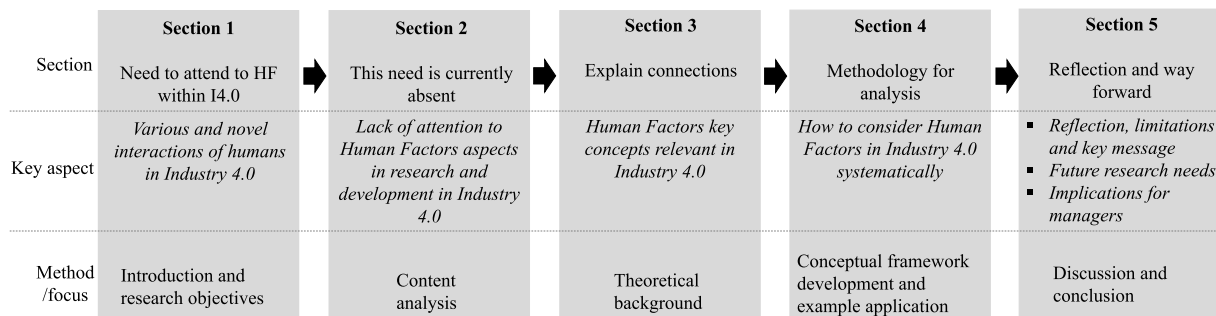 Section 1
Section 2
Section 3
Section 4
Section 5
Section
Need to attend to HF
within I4.0
This need is currently
absent
Explain connections
Methodology for
analysis
Reflection and way
forward
Key aspect
Various and novel
interactions of humans
in Industry 4.0
Lack of attention to
Human Factors aspects
in research and
development in Industry
4.0
Human Factors key
concepts relevant in
Industry 4.0
How to consider Human
Factors in Industry 4.0
systematically
▪ Reflection, limitations
and key message
▪ Future research needs
▪ Implications for
managers
Method
/focus
Introduction and
research objectives
Content
analysis
Theoretical
background
Conceptual framework
development and
example application
Discussion and
conclusion